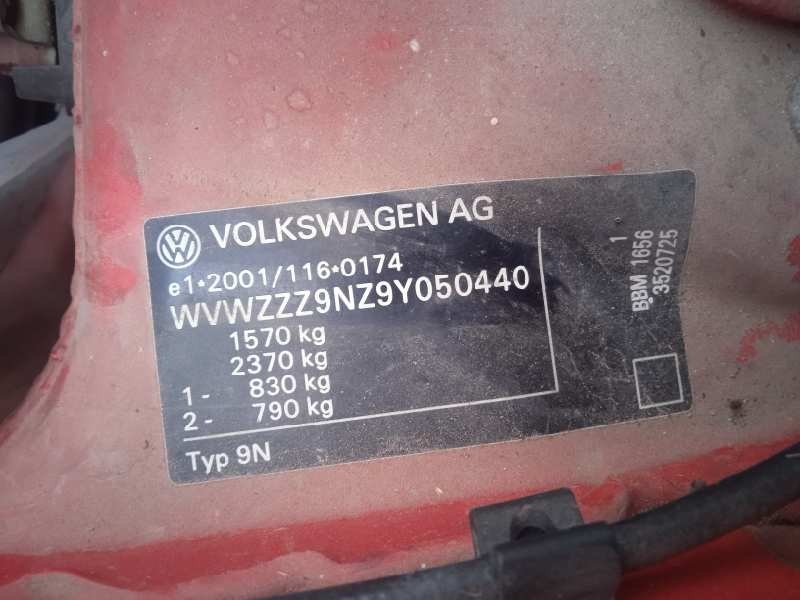 VW
VOLKSWAGEN AG
e1*2001/116*0174
WVWZZZ9NZ9Y050440
1570 kg
2370 kg
1 - 830 kg
2 - 790 kg
Typ 9N
BBM 1656 1
3520725